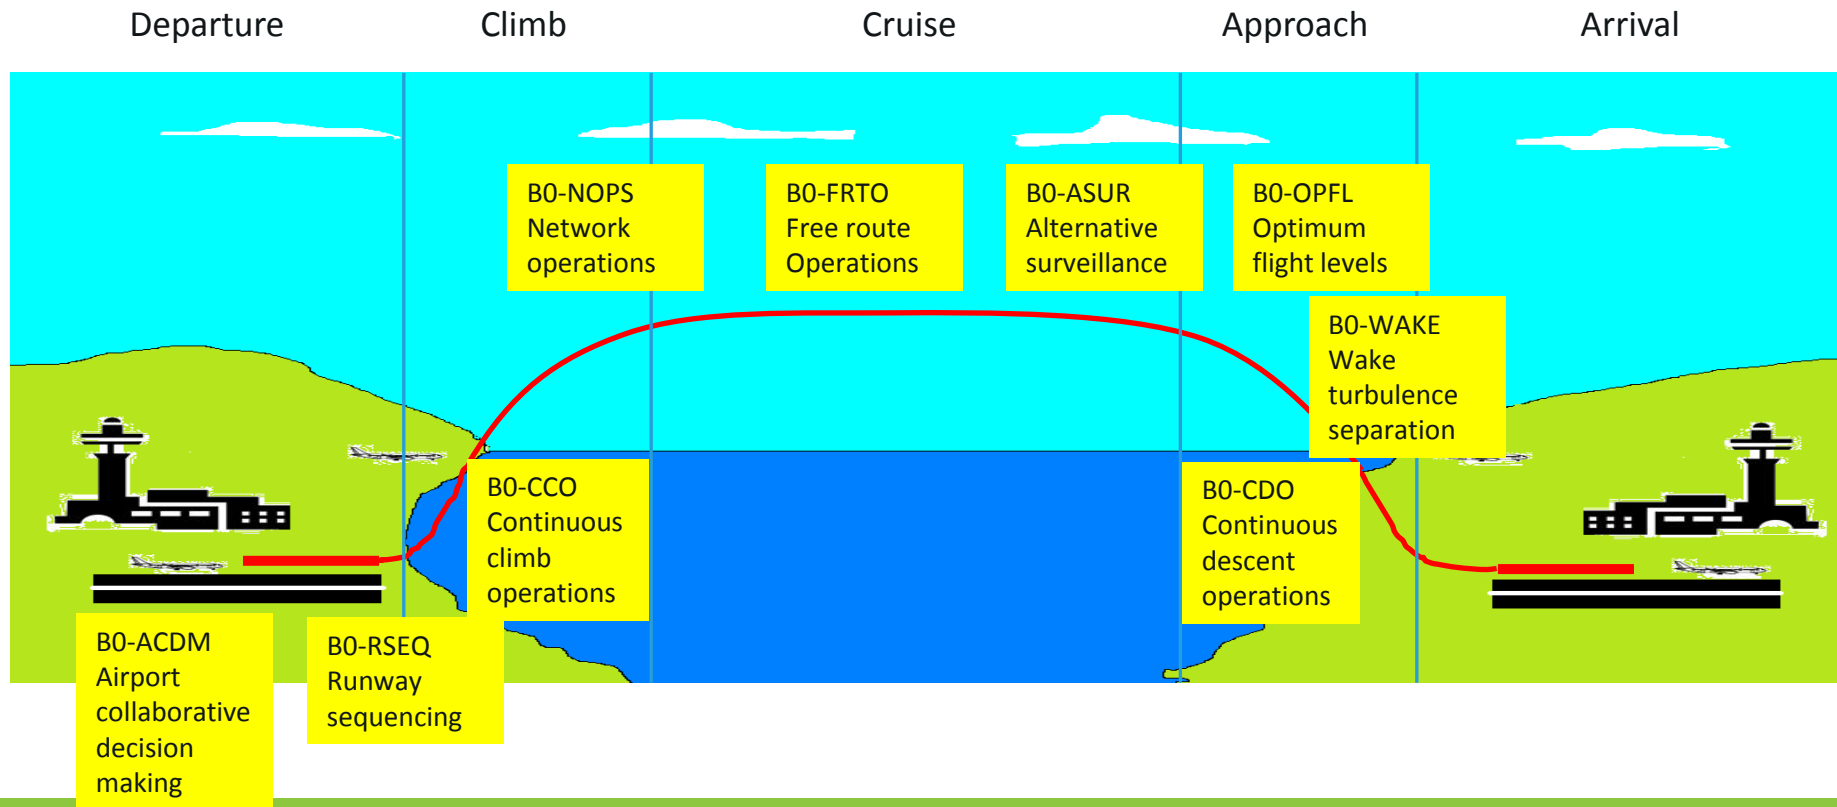 Departure
Climb
Cruise
Approach
Arrival
B0-NOPS
Network
operations
B0-FRTO
Free route
Operations
B0-ASUR
Alternative
surveillance
B0-OPFL
Optimum
flight levels
B0-WAKE
Wake
turbulence
separation
B0-CCO
Continuous
climb
operations
B0-CDO
Continuous
descent
operations
B0-ACDM
Airport
collaborative
decision
making
B0-RSEQ
Runway
sequencing